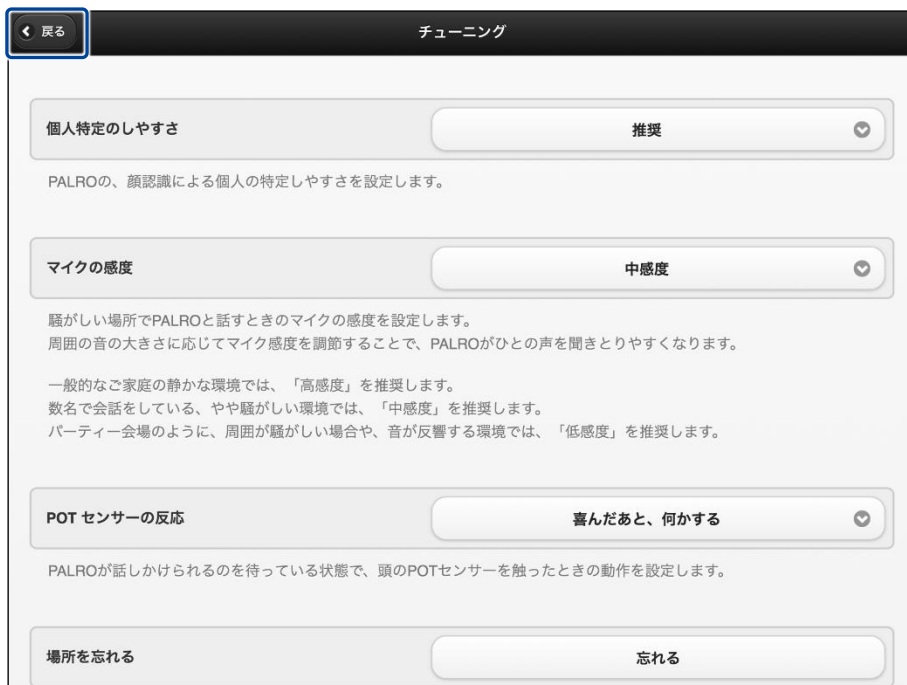 戻る
チューニング
個人特定のしやすさ
推奨
PALROの、顔認識による個人の特定しやすさを設定します。
マイクの感度
中感度
騒がしい場所でPALROと話すときのマイクの感度を設定します。
周囲の音の大きさに応じてマイク感度を調節することで、PALROがひとの声を聞きとりやすくなります。
一般的なご家庭の静かな環境では、「高感度」を推奨します。
数名で会話をしている、やや騒がしい環境では、「中感度」を推奨します。
パーティー会場のように、周囲が騒がしい場合や、音が反響する環境では、「低感度」を推奨します。
POT センサーの反応
喜んだあと、何かする
PALROが話しかけられるのを待っている状態で、頭のPOTセンサーを触ったときの動作を設定します。
場所を忘れる
忘れる